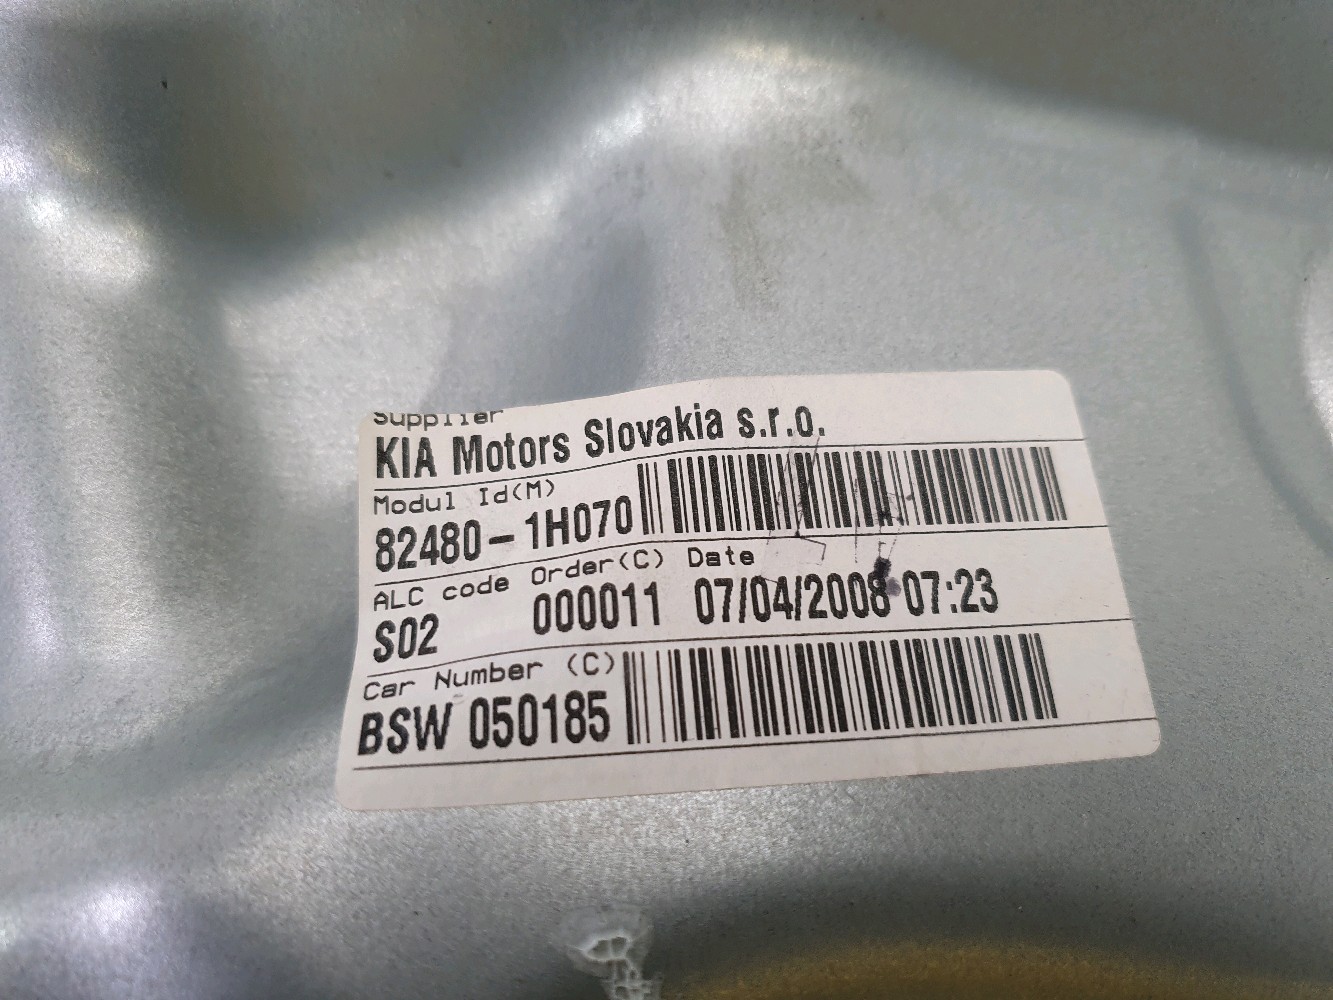 Supplier
KIA Motors Slovakia s.r.o.
Modul Id(M)
82480-1H070
ALC code Order(C) Date
S02 000011 07/04/2008 07:23
Car Number (C)
BSW 050185